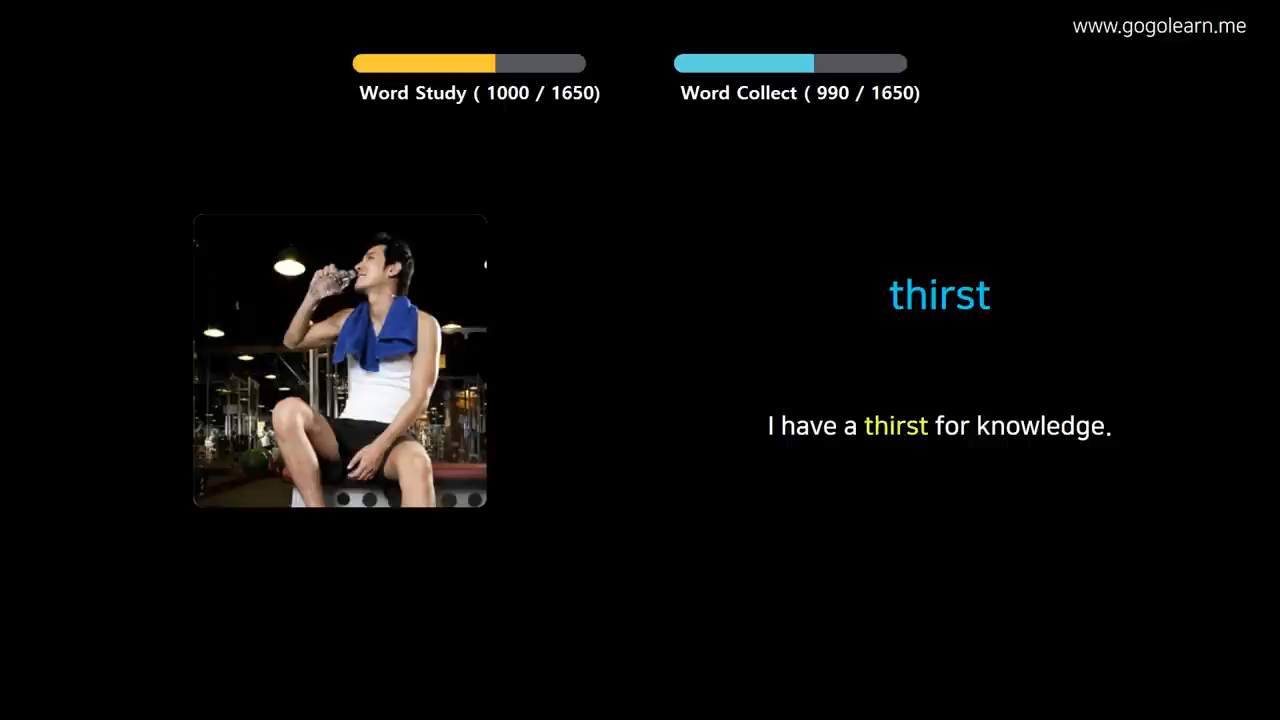 www.gogolearn.me
Word Study ( 1000 / 1650)
Word Collect ( 990 / 1650)
thirst
I have a thirst for knowledge.